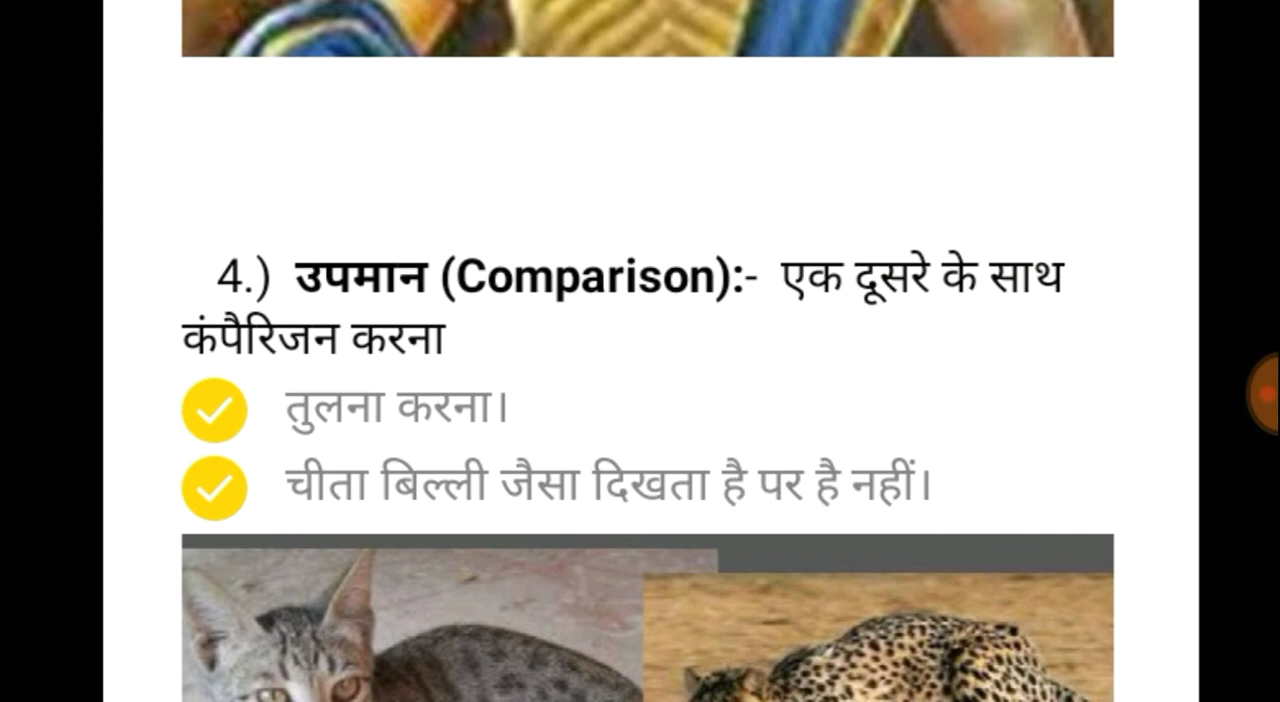 4.) उपमान (Comparison):- एक दूसरे के साथ
कंपैरिजन करना
तुलना करना।
चीता बिल्ली जैसा दिखता है पर है नहीं।